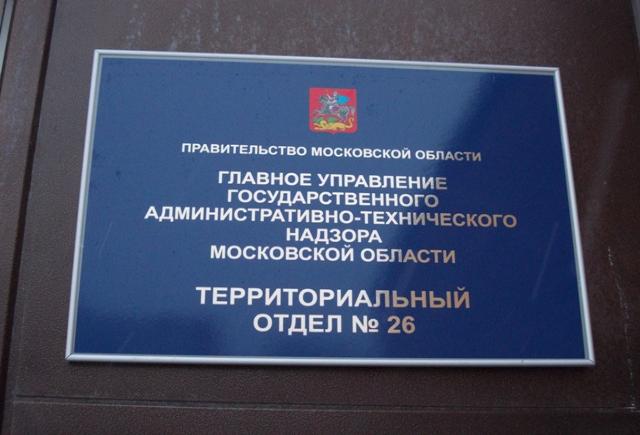 ПРАВИТЕЛЬСТВО МОСКОВСКОЙ ОБЛАСТИ
ГЛАВНОЕ УПРАВЛЕНИЕ
ГОСУДАРСТВЕННОГО
АДМИНИСТРАТИВНО-ТЕХНИЧЕСКОГО
НАДЗОРА
МОСКОВСКОЙ ОБЛАСТИ
ТЕРРИТОРИАЛЬНЫЙ
ОТДЕЛ № 26